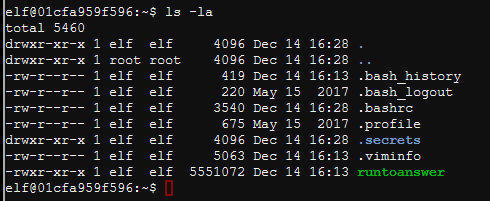 elf@01cfa959f596:~$ ls -la
total 5460
drwxr-xr-x 1 elf  elf     4096 Dec 14 16:28 .
drwxr-xr-x 1 root root    4096 Dec 14 16:28 ..
-rw-r--r-- 1 elf  elf      419 Dec 14 16:13 .bash_history
-rw-r--r-- 1 elf  elf      220 May 15  2017 .bash_logout
-rw-r--r-- 1 elf  elf     3540 Dec 14 16:28 .bashrc
-rw-r--r-- 1 elf  elf      675 May 15  2017 .profile
drwxr-xr-x 1 elf  elf     4096 Dec 14 16:28 .secrets
-rw-r--r-- 1 elf  elf     5063 Dec 14 16:13 .viminfo
-rwxr-xr-x 1 elf  elf  5551072 Dec 14 16:13 runtoanswer
elf@01cfa959f596:~$